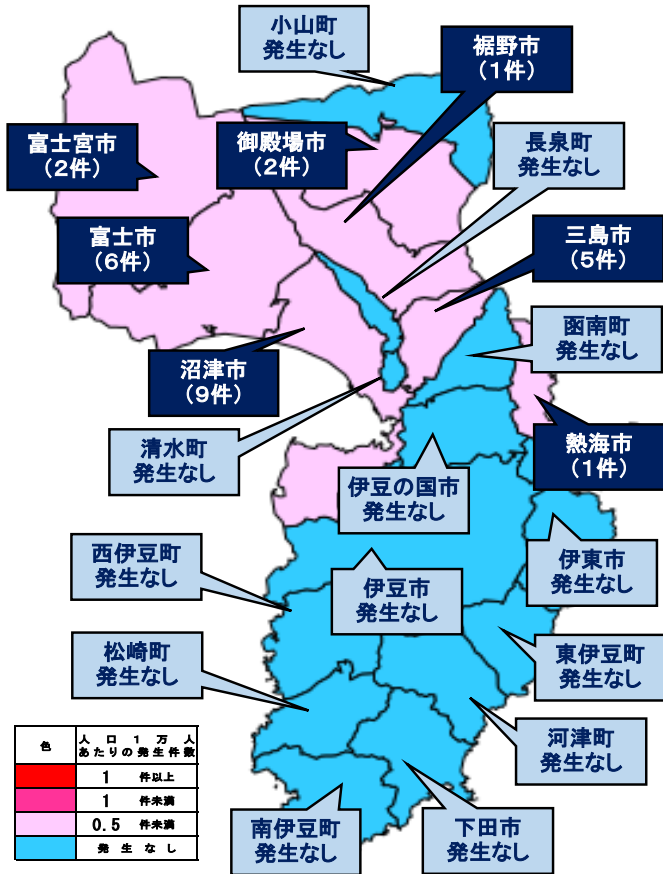 小山町
発生なし
裾野市
（1件）
富士宮市
（2件）
御殿場市
（2件）
長泉町
発生なし
富士市
（6件）
三島市
（5件）
函南町
発生なし
沼津市
（9件）
清水町
発生なし
熱海市
（1件）
伊豆の国市
発生なし
西伊豆町
発生なし
伊豆市
発生なし
伊東市
発生なし
松崎町
発生なし
東伊豆町
発生なし
河津町
発生なし
南伊豆町
発生なし
下田市
発生なし
色
人口1万人
あたりの発生件数
1 件以上
1 件未満
0.5 件未満
発生なし